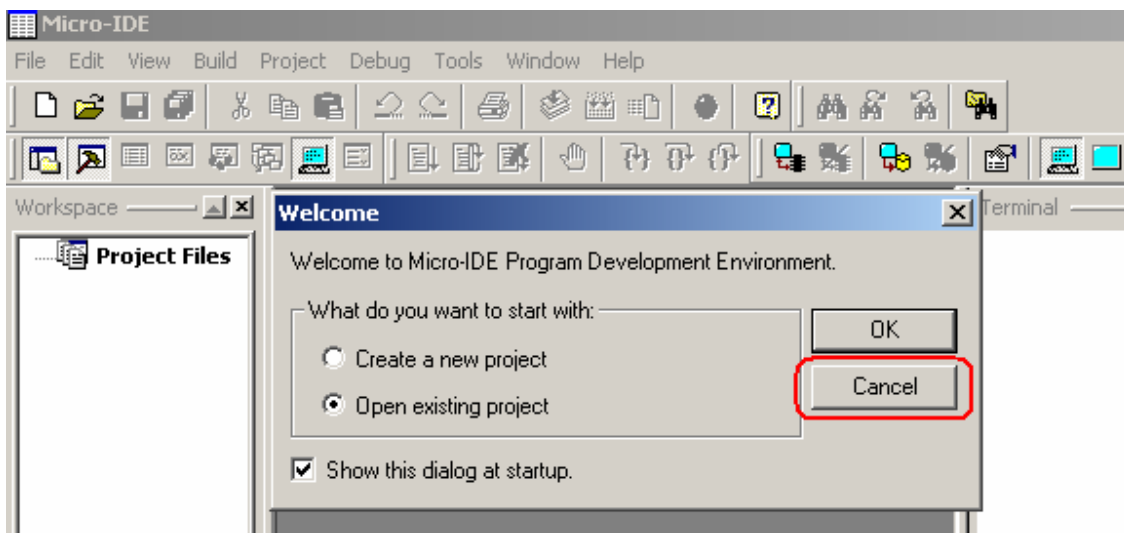 Micro-IDE
File Edit View Build Project Debug Tools Window Help
Workspace
Welcome
Terminal
Project Files
Welcome to Micro-IDE Program Development Environment.
What do you want to start with:
OK
Create a new project
Cancel
Open existing project
Show this dialog at startup.